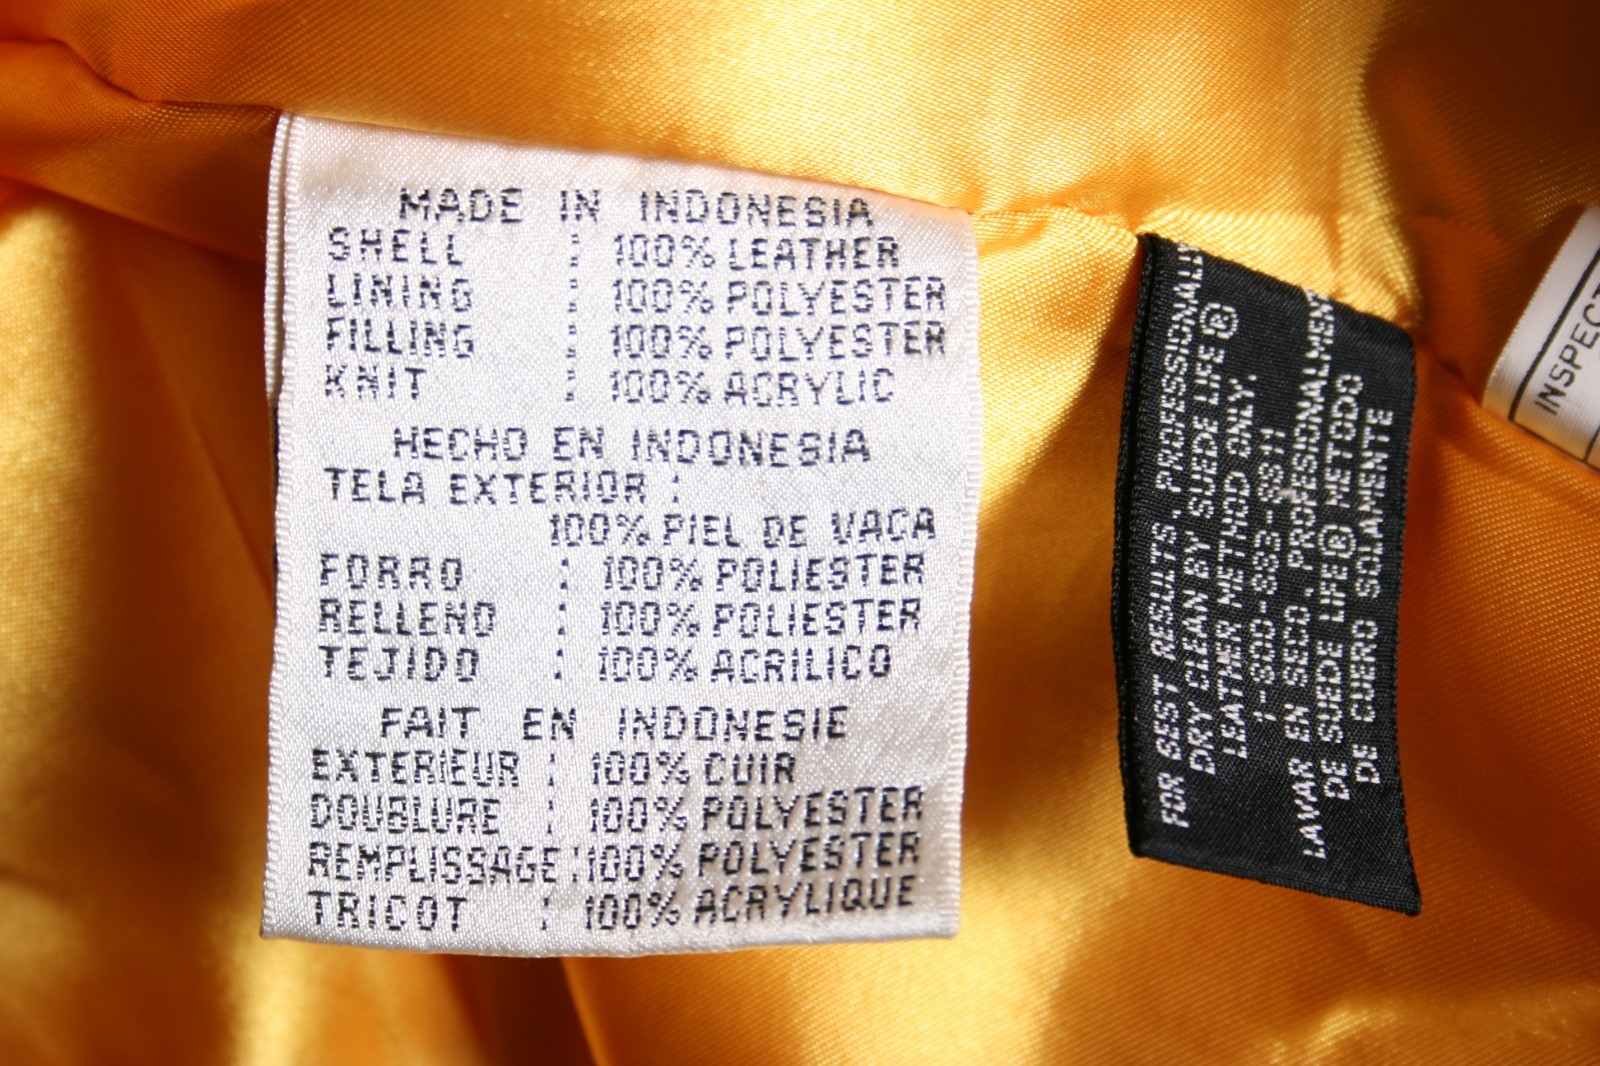 MADE IN INDONESIA
SHELL : 100% LEATHER
LINING : 100% POLYESTER
FILLING : 100% POLYESTER
KNIT : 100% ACRYLIC
HECHO EN INDONESIA
TELA EXTERIOR :
100% PIEL DE VACA
FORRO : 100% POLIESTER
RELLENO : 100% POLIESTER
TEJIDO : 100% ACRILICO
FAIT EN INDONESIE
EXTERIEUR : 100% CUIR
DOUBLURE : 100% POLYESTER
REMPLISSAGE : 100% POLYESTER
TRICOT : 100% ACRYLIQUE
FOR BEST RESULTS, PROFESSIONALLY
DRY CLEAN BY SUEDE LIFE®
LEATHER METHOD ONLY
LAVAR EN SECO, PROFESIONALMENTE
DE SUEDE LIFE® METODO
DE CUERO SOLAMENTE
INSPECT